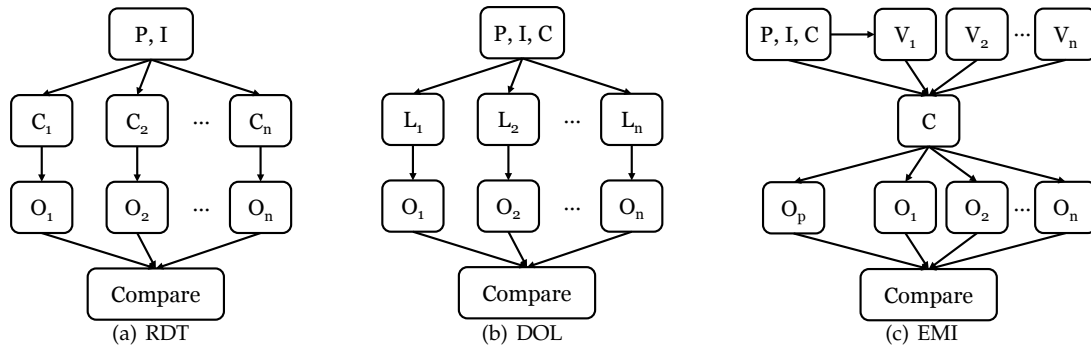 P, I
C₁ C₂ ... Cₙ
O₁ O₂ ... Oₙ
Compare
(a) RDT
P, I, C
L₁ L₂ ... Lₙ
O₁ O₂ ... Oₙ
Compare
(b) DOL
P, I, C V₁ V₂ ... Vₙ
C
Oₚ O₁ O₂ ... Oₙ
Compare
(c) EMI